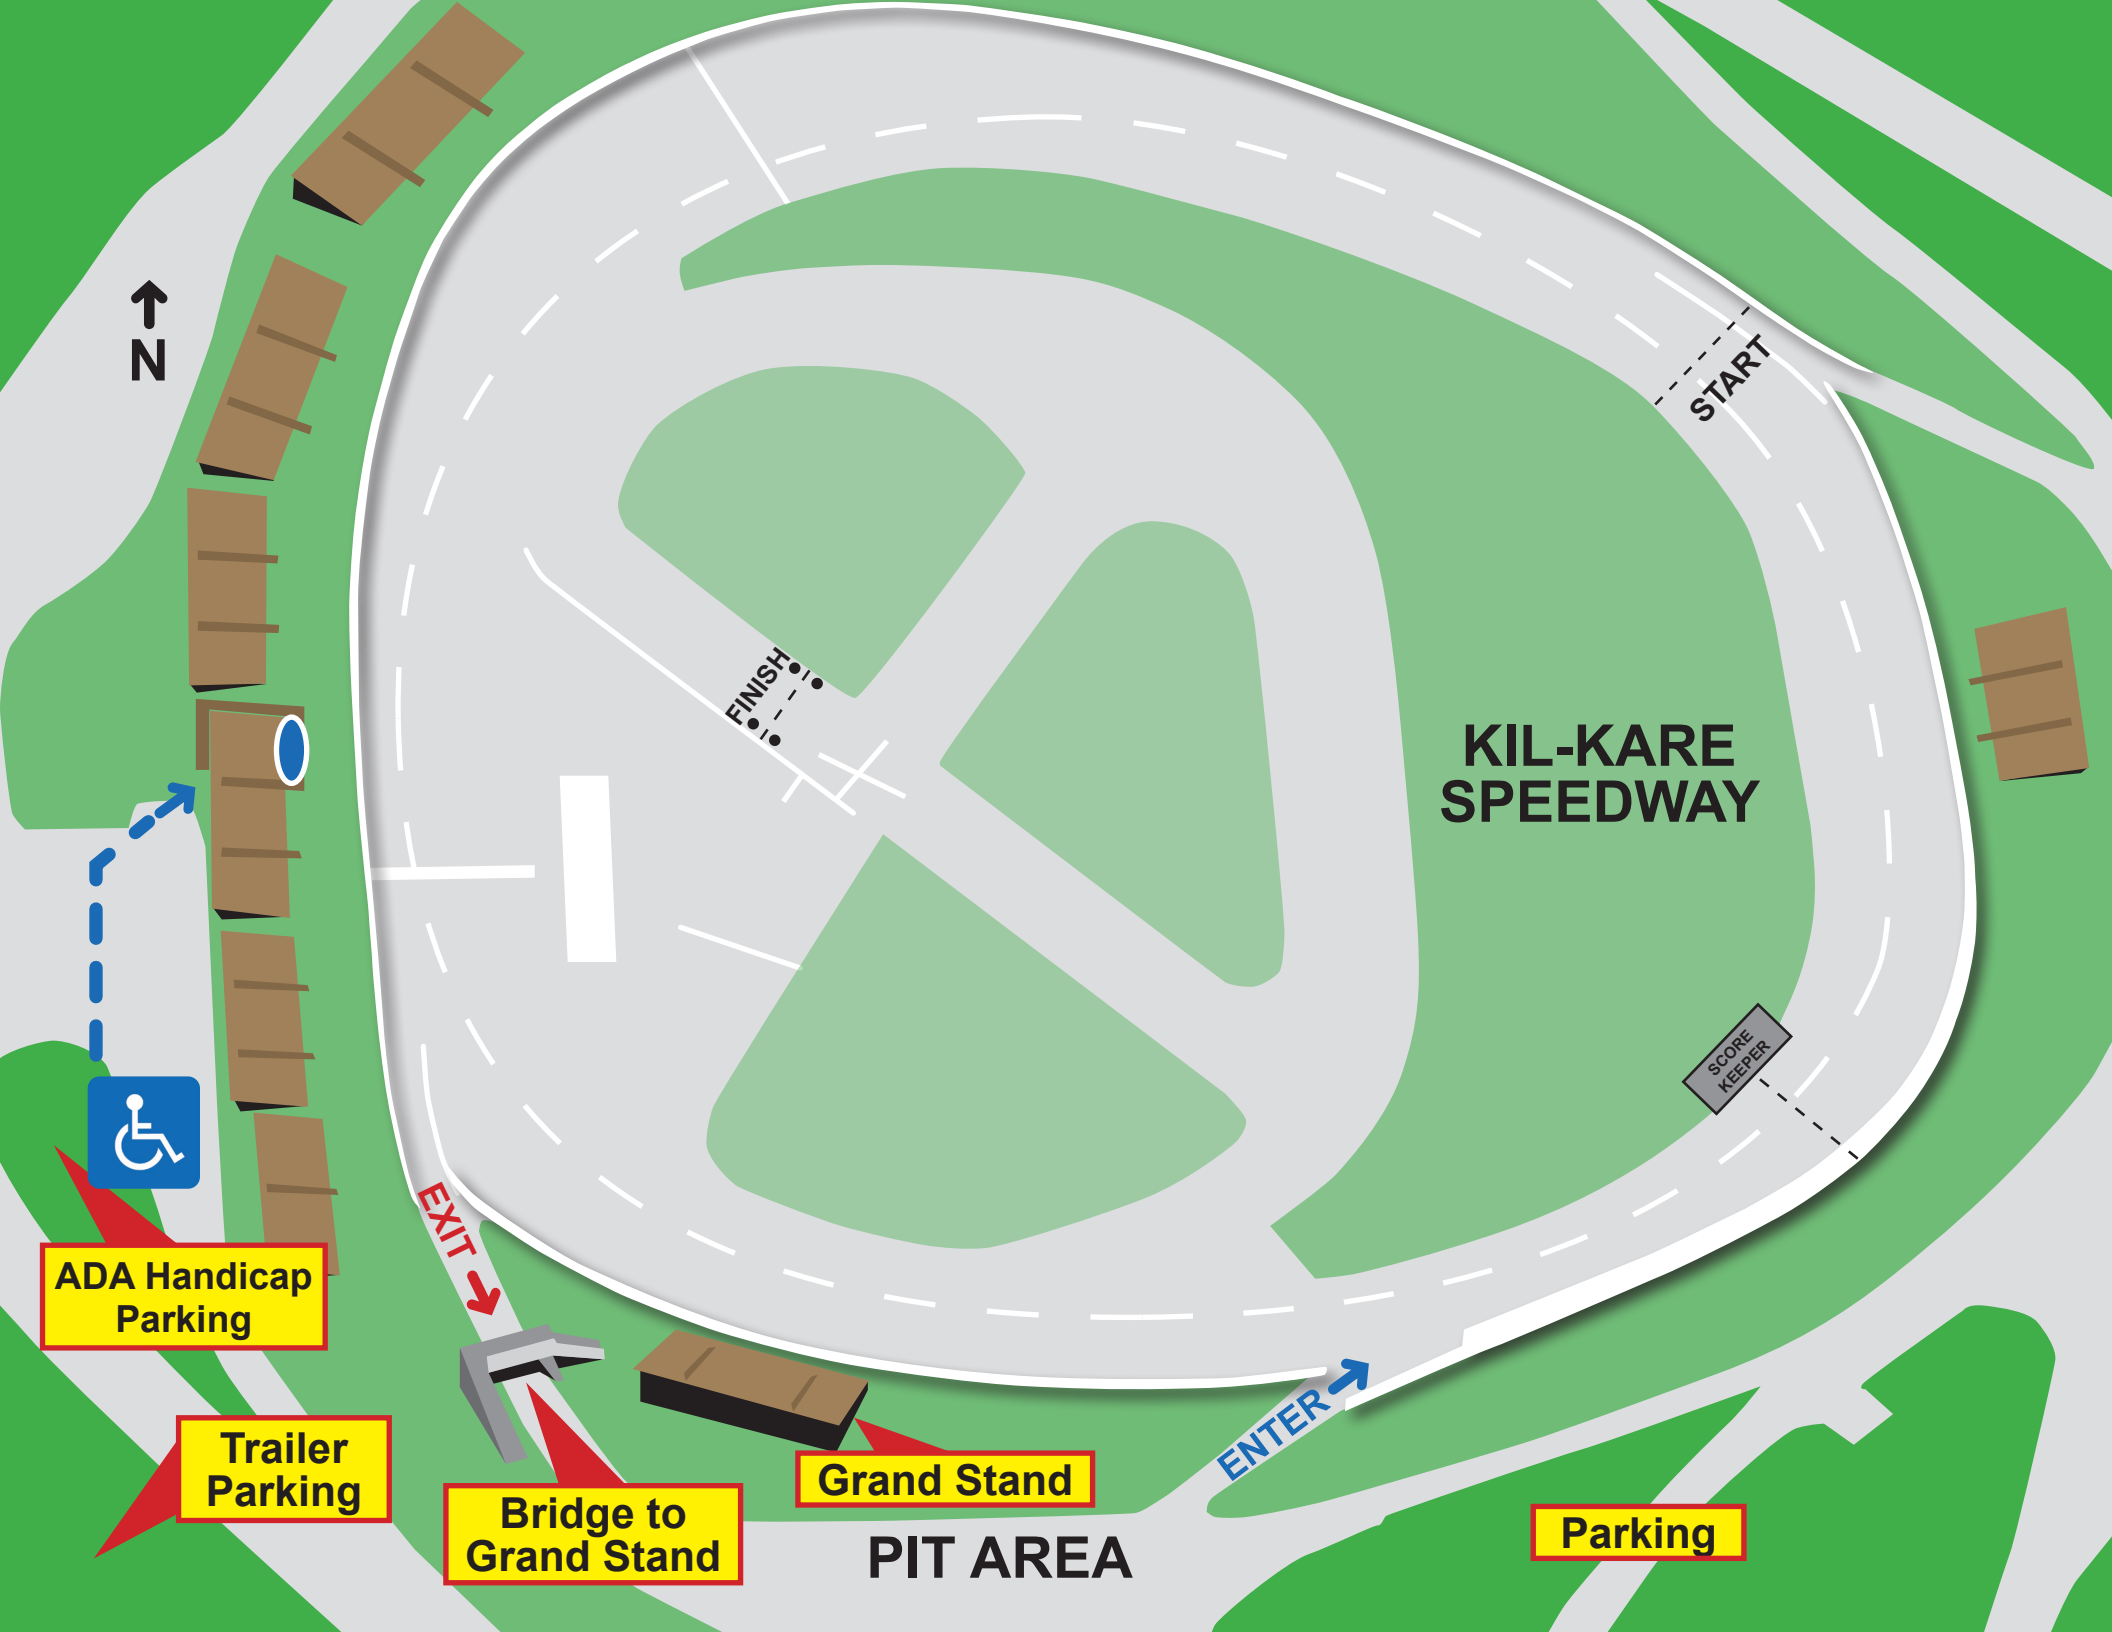 N
START
FINISH
KIL-KARE
SPEEDWAY
SCORE
KEEPER
EXIT
ADA Handicap
Parking
ENTER
Trailer
Parking
Grand Stand
Bridge to
Grand Stand
PIT AREA
Parking